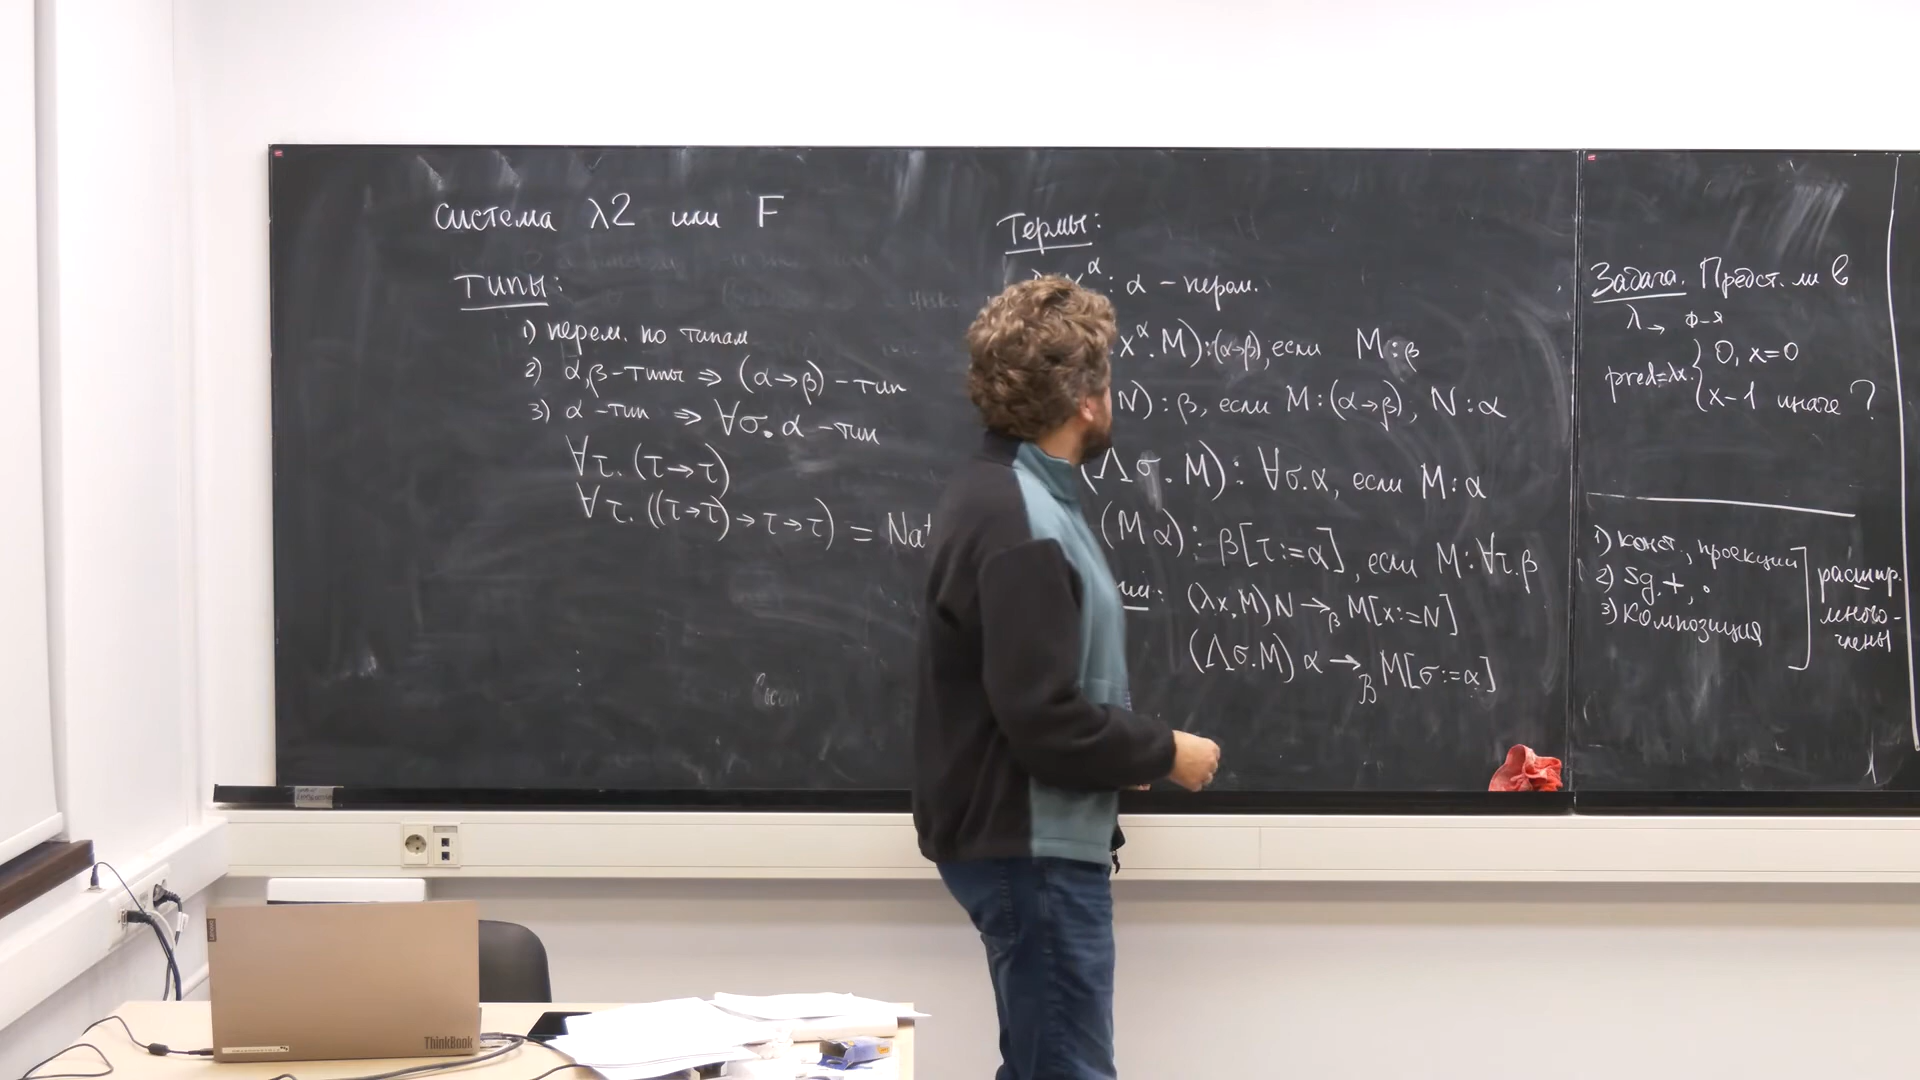 система λ2 или F
Типы:
1) перем. по типам
2) α,β-типы ⇒ (α→β) - тип
3) α -тип ⇒ ∀σ. α -тип
∀τ. (τ→τ)
∀τ. ((τ→τ)→τ→τ) = Nat
Термы:
α : α - перем.
x^α. M):(α→β), если M:β
N) : β, если M:(α→β), N:α
(Λσ. M): ∀σ.α, если M:α
(Mα): β[τ:=α], если M:∀τ.β
(λx.M)N →β M[x:=N]
(Λσ.M) α →β M[σ:=α]
Задача. Предст. ли в
λ→ ф-я
pred=λx. { 0, x=0
x-1 иначе ?
1) конст., проекции
2) Sg, +, ·
3) Композиция
расшир.
много-
члены
ThinkBook
Lenovo